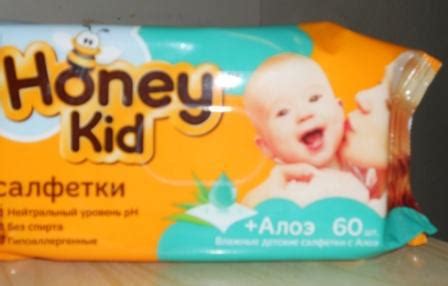 Honey
Kid
салфетки
Нейтральный уровень pH
Без спирта
Гипоаллергенные
+Алоэ 60 шт.
Влажные детские салфетки с Алоэ